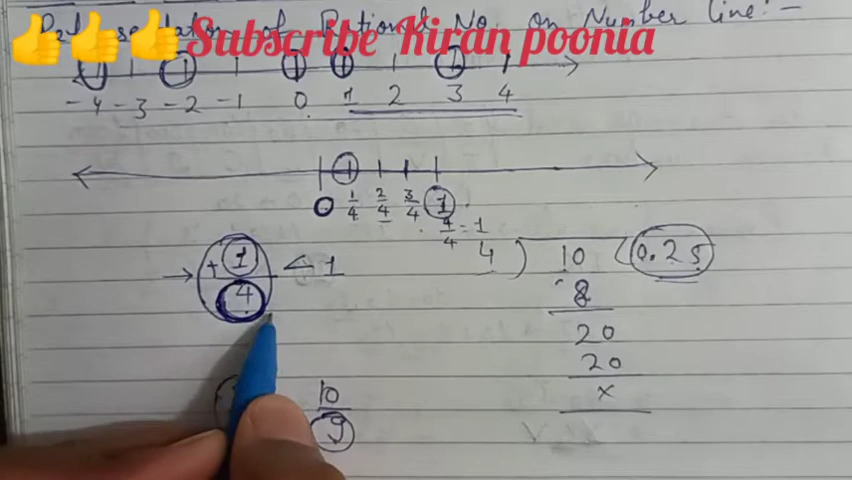 of Rational No. on Number line:-
👍👍👍Subscribe Kiran poonia
-4 -3 -2 -1 0 1 2 3 4
0 1/4 2/4 3/4 1
4/4 = 1
4 ) 10 ( 0.25
+ 1/4 < 1
8
20
20
x
10/9